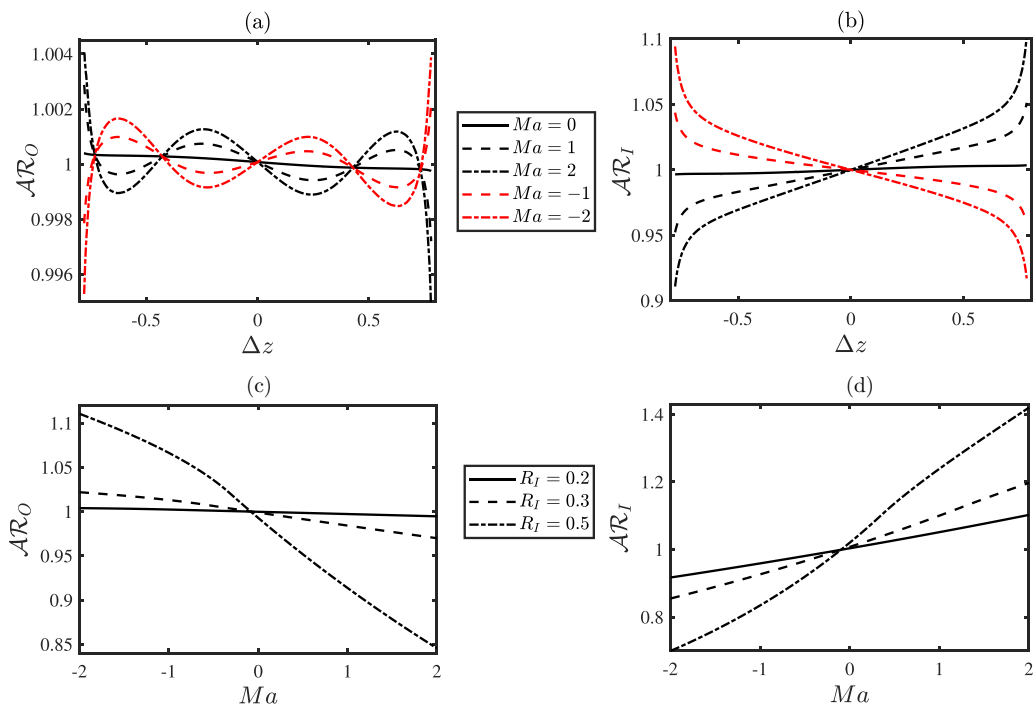 (a)
1.004
1.002
1
0.998
0.996
-0.5
0
0.5
Δz
AR_O
Ma = 0
Ma = 1
Ma = 2
Ma = −1
Ma = −2
(b)
1.1
1.05
1
0.95
0.9
-0.5
0
0.5
Δz
AR_I
(c)
1.1
1.05
1
0.95
0.9
0.85
-2
-1
0
1
2
Ma
AR_O
R_I = 0.2
R_I = 0.3
R_I = 0.5
(d)
1.4
1.2
1
0.8
-2
-1
0
1
2
Ma
AR_I